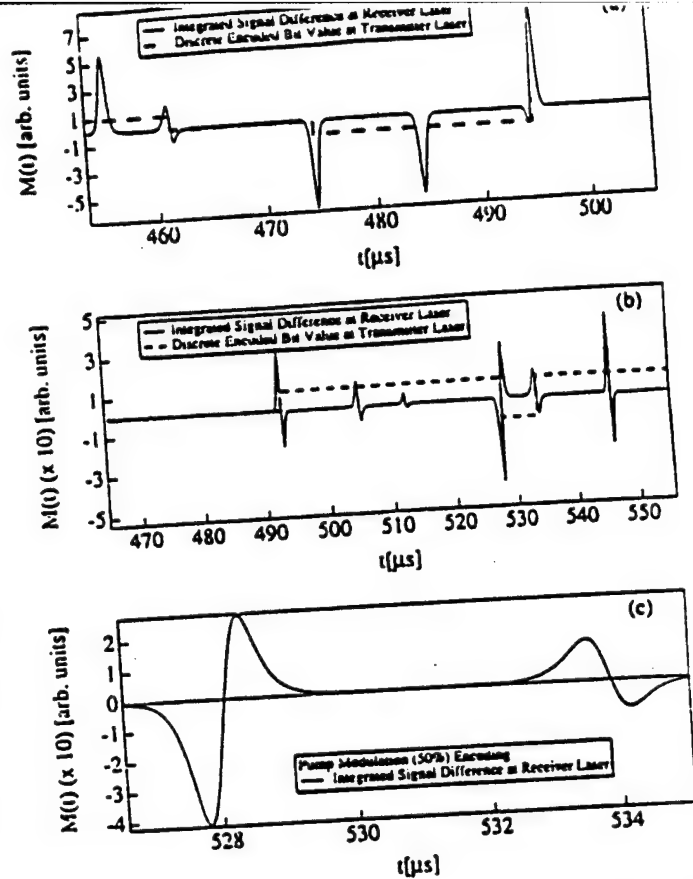 Integrated Signal Difference at Receiver Laser
Discrete Encoded Bit Value at Transmitter Laser
7
5
3
1
-1
-3
-5
M(t) [arb. units]
460 470 480 490 500
t[μs]
(b)
Integrated Signal Difference at Receiver Laser
Discrete Encoded Bit Value at Transmitter Laser
5
3
1
-1
-3
-5
M(t) (x 10) [arb. units]
470 480 490 500 510 520 530 540 550
t[μs]
(c)
2
1
0
-1
-2
-3
-4
M(t) (x 10) [arb. units]
Pump Modulation (50%) Encoding
Integrated Signal Difference at Receiver Laser
528 530 532 534
t[μs]